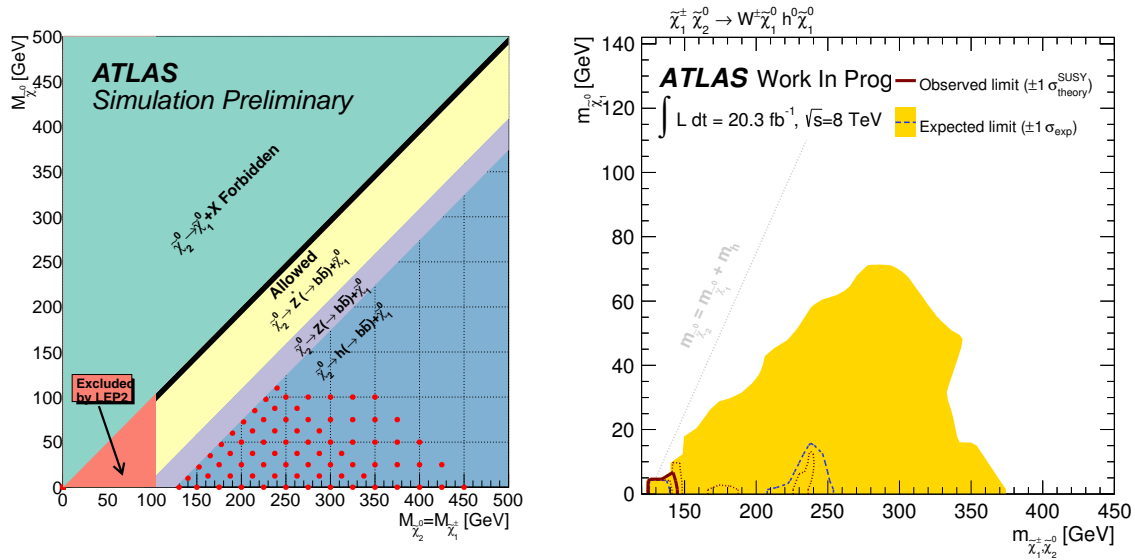 M_χ̃₁⁰ [GeV]
500
450
400
350
300
250
200
150
100
50
0
ATLAS
Simulation Preliminary
χ̃₂⁰→χ̃₁⁰+X Forbidden
Allowed
χ̃₂⁰→Z*(→bb̄)+χ̃₁⁰
χ̃₂⁰→Z(→bb̄)+χ̃₁⁰
χ̃₂⁰→h(→bb̄)+χ̃₁⁰
Excluded
by LEP2
0 50 100 150 200 250 300 350 400 450 500
M_χ̃₂⁰=M_χ̃₁± [GeV]
χ̃₁± χ̃₂⁰ → W±χ̃₁⁰ h⁰χ̃₁⁰
m_χ̃₁⁰ [GeV]
140
120
100
80
60
40
20
0
ATLAS Work In Prog
∫ L dt = 20.3 fb⁻¹, √s=8 TeV
Observed limit (±1 σ_theory^SUSY)
Expected limit (±1 σ_exp)
m_χ̃₂⁰ = m_χ̃₁⁰ + m_h
150 200 250 300 350 400 450
m_χ̃₁±,χ̃₂⁰ [GeV]